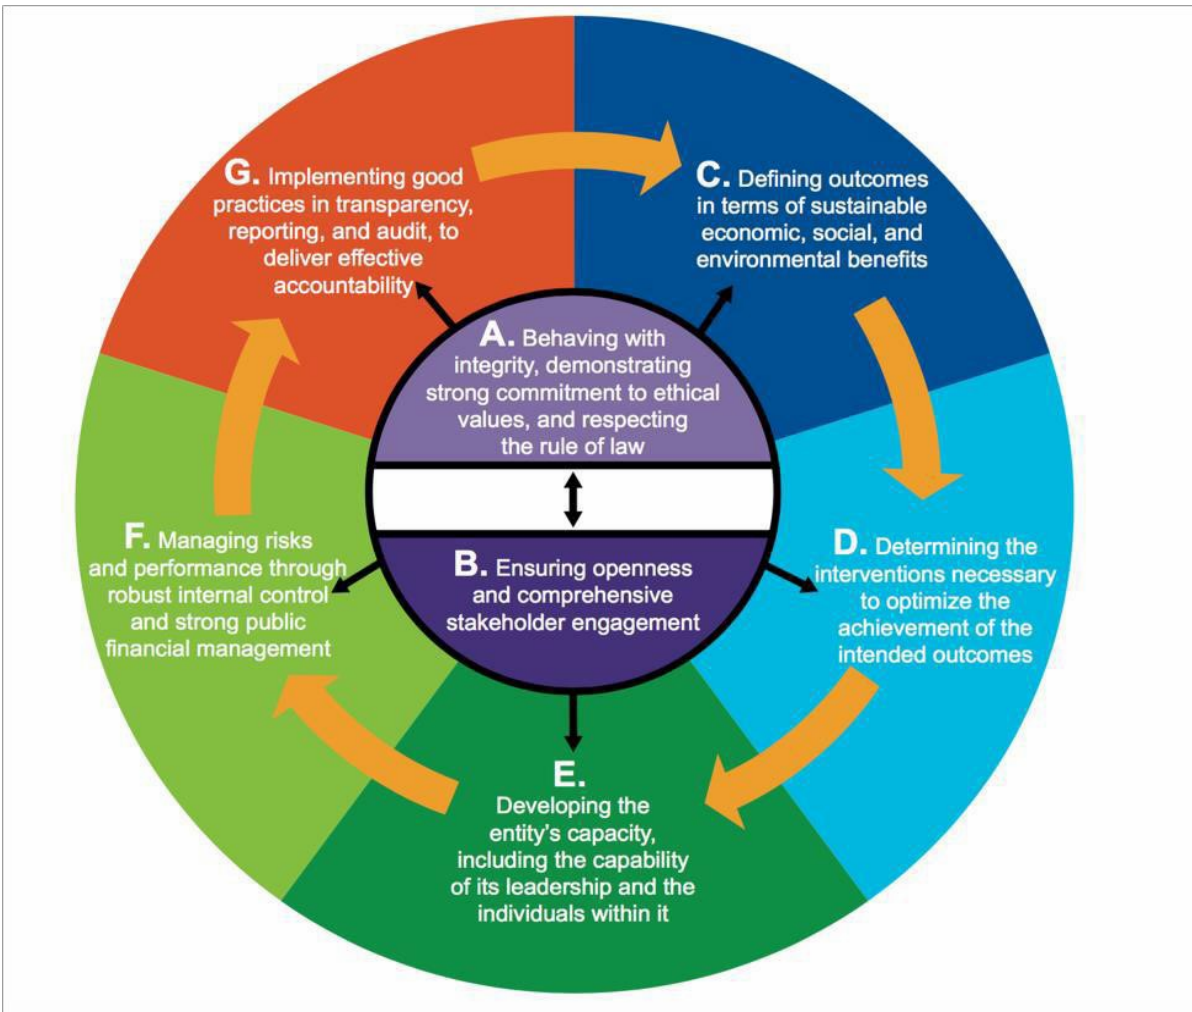 A. Behaving with
integrity, demonstrating
strong commitment to ethical
values, and respecting
the rule of law
B. Ensuring openness
and comprehensive
stakeholder engagement
C. Defining outcomes
in terms of sustainable
economic, social, and
environmental benefits
D. Determining the
interventions necessary
to optimize the
achievement of the
intended outcomes
E.
Developing the
entity's capacity,
including the capability
of its leadership and the
individuals within it
F. Managing risks
and performance through
robust internal control
and strong public
financial management
G. Implementing good
practices in transparency,
reporting, and audit, to
deliver effective
accountability